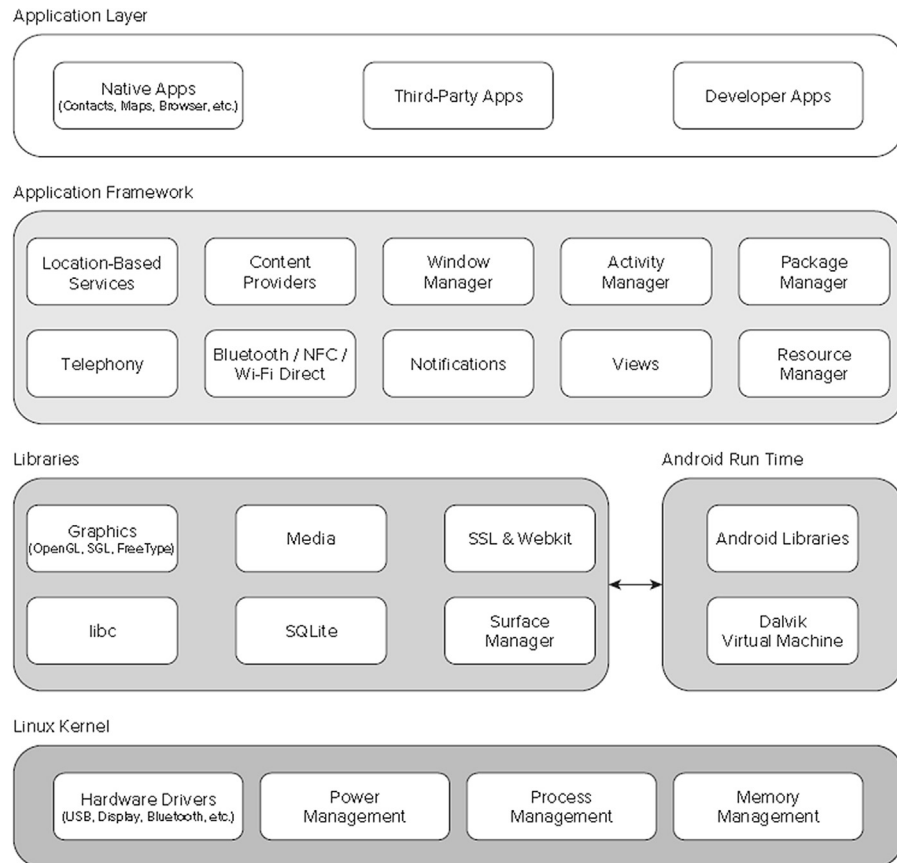 Application Layer
Native Apps
(Contacts, Maps, Browser, etc.)
Third-Party Apps
Developer Apps
Application Framework
Location-Based
Services
Content
Providers
Window
Manager
Activity
Manager
Package
Manager
Telephony
Bluetooth / NFC /
Wi-Fi Direct
Notifications
Views
Resource
Manager
Libraries
Graphics
(OpenGL, SGL, FreeType)
Media
SSL & Webkit
libc
SQLite
Surface
Manager
Android Run Time
Android Libraries
Dalvik
Virtual Machine
Linux Kernel
Hardware Drivers
(USB, Display, Bluetooth, etc.)
Power
Management
Process
Management
Memory
Management